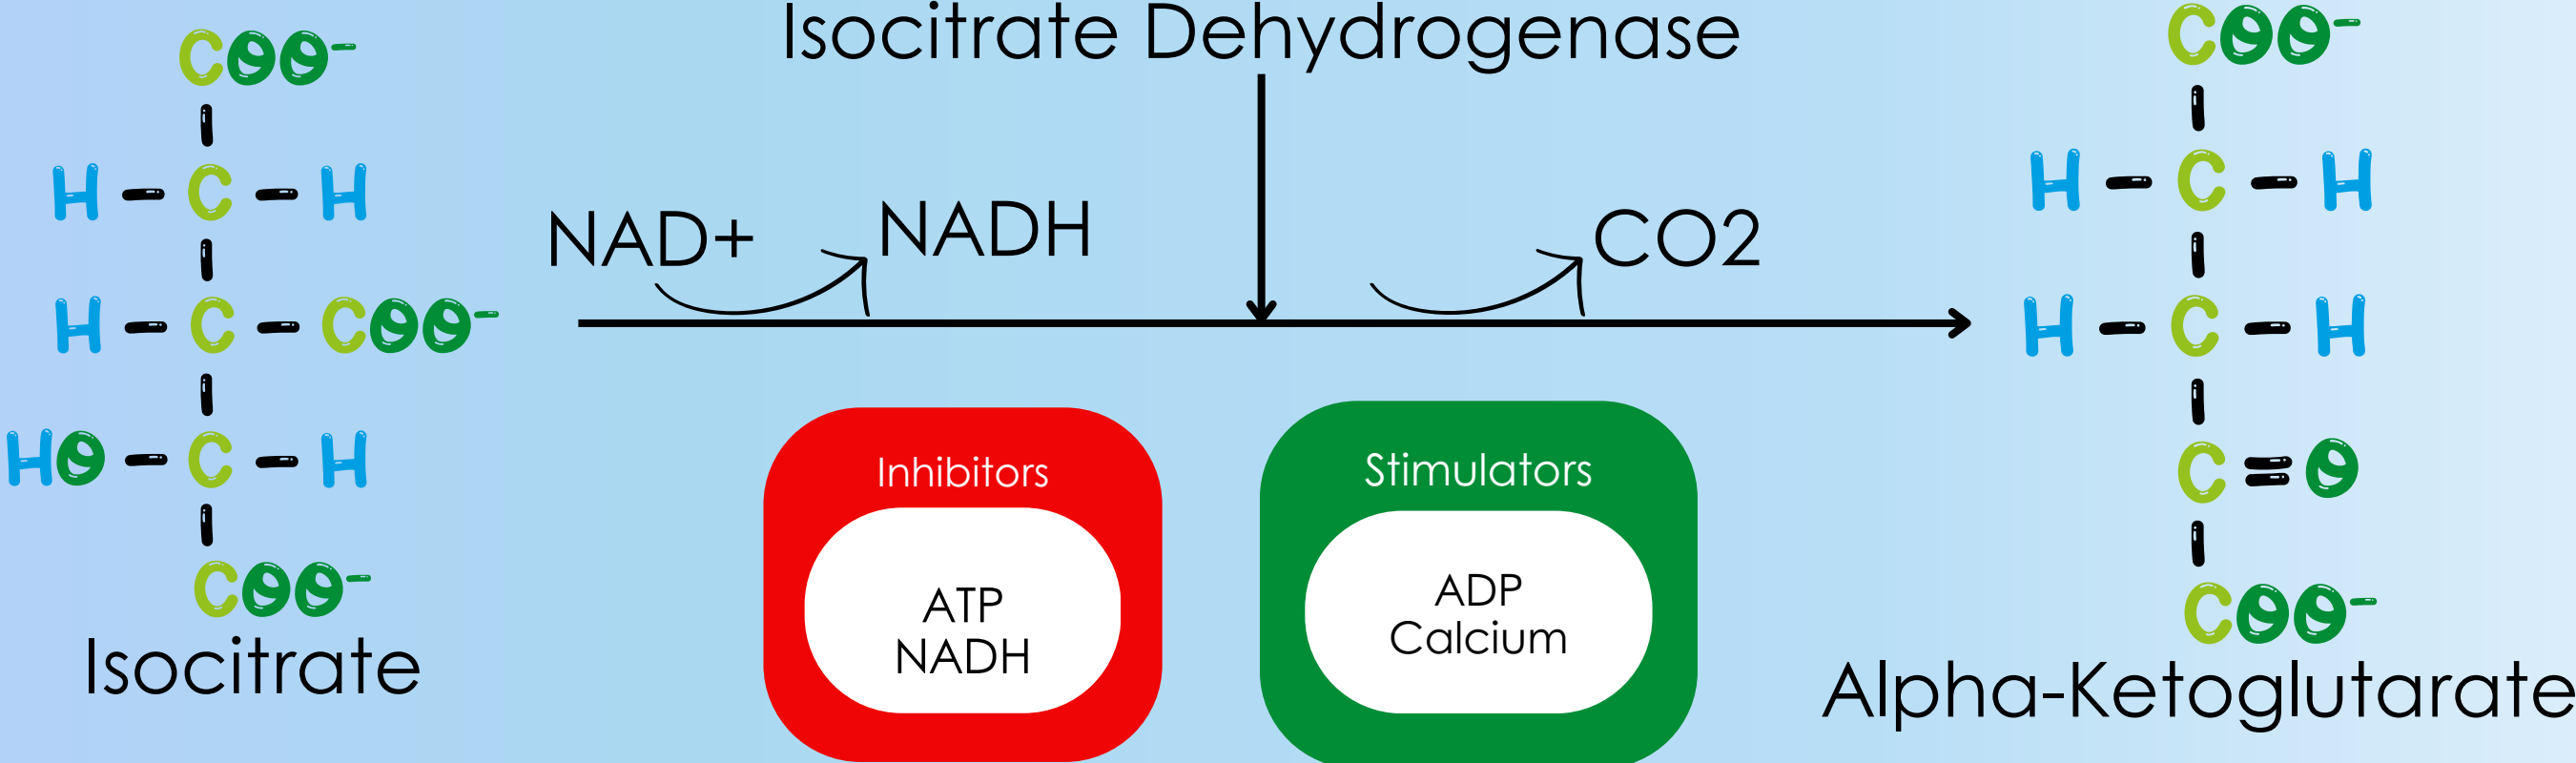 Isocitrate Dehydrogenase
COO-
H - C - H
H - C - COO-
HO - C - H
COO-
Isocitrate
NAD+
NADH
CO2
Inhibitors
ATP
NADH
Stimulators
ADP
Calcium
COO-
H - C - H
H - C - H
C = O
COO-
Alpha-Ketoglutarate